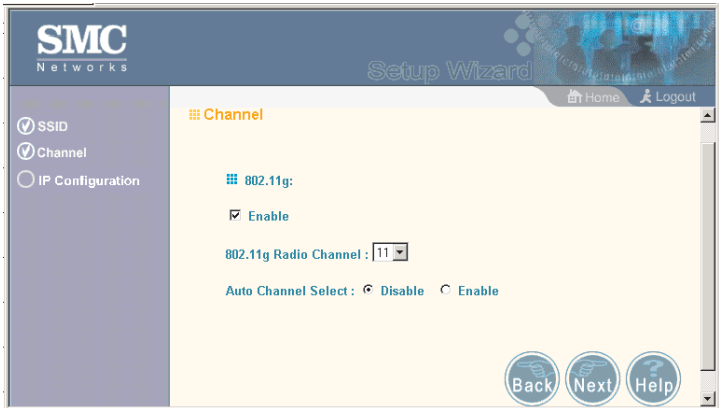 SMC
Networks
Setup Wizard
Home
Logout
SSID
Channel
IP Configuration
Channel
802.11g:
Enable
802.11g Radio Channel : 11
Auto Channel Select : Disable Enable
Back Next Help